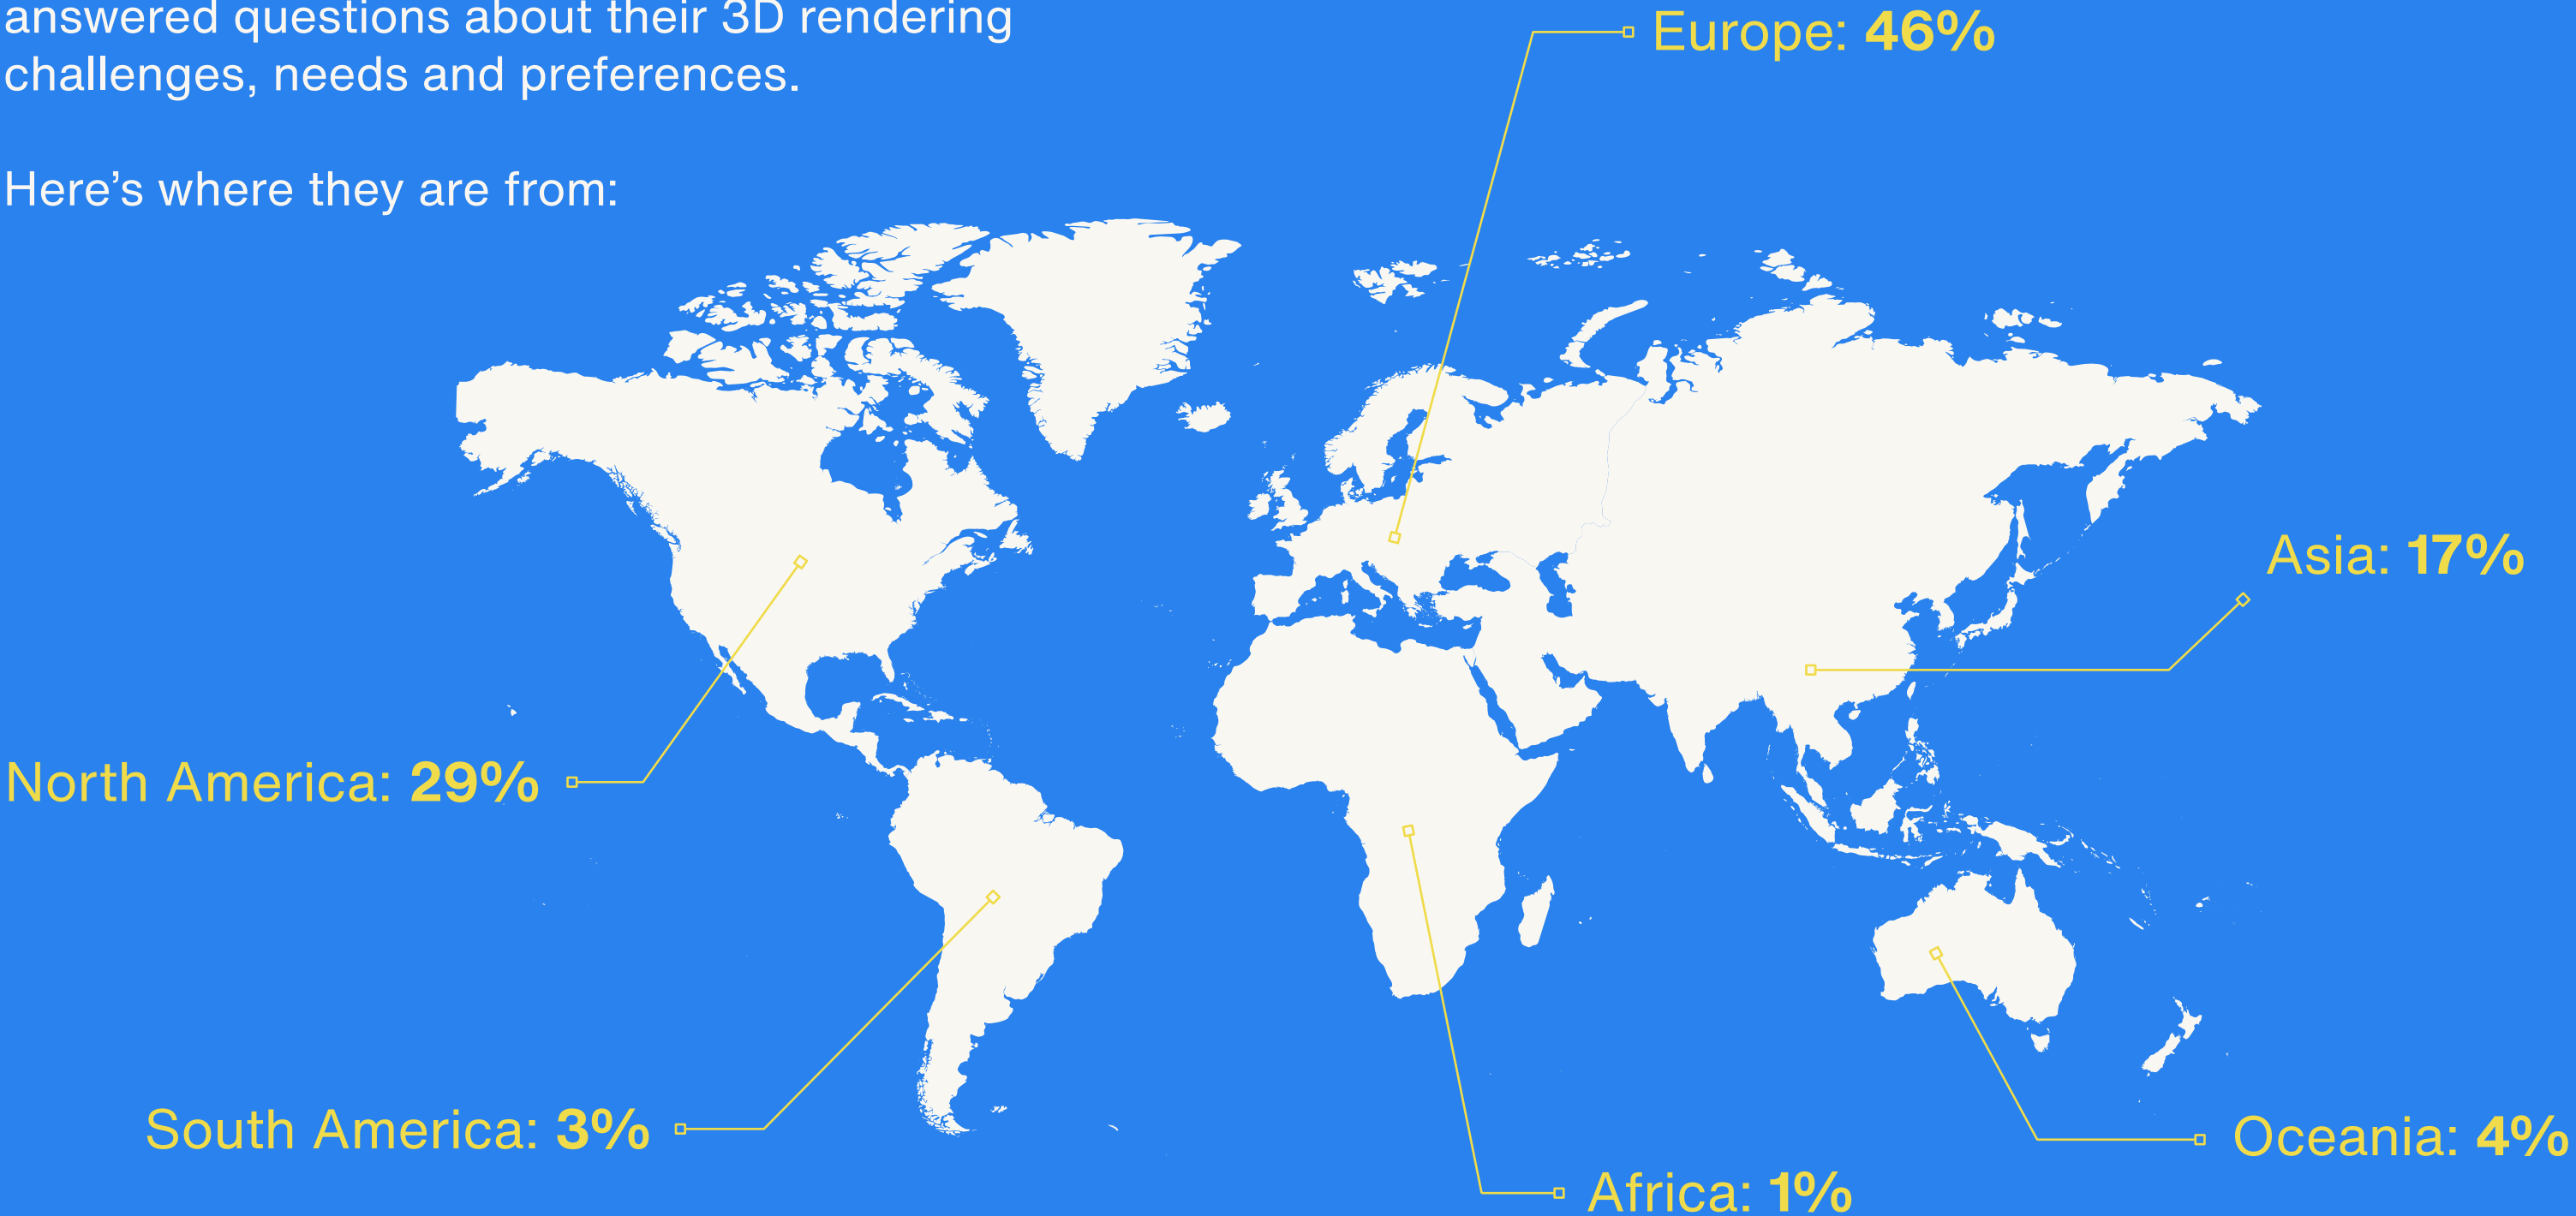 answered questions about their 3D rendering
challenges, needs and preferences.
Here’s where they are from:
Europe: 46%
Asia: 17%
North America: 29%
South America: 3%
Oceania: 4%
Africa: 1%